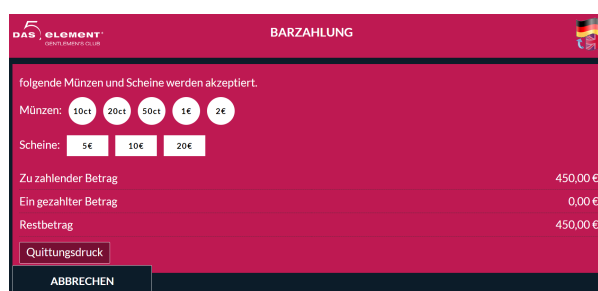 DAS 5. ELEMENT
GENTLEMEN'S CLUB
BARZAHLUNG
folgende Münzen und Scheine werden akzeptiert.
Münzen: 10ct 20ct 50ct 1€ 2€
Scheine: 5€ 10€ 20€
Zu zahlender Betrag 450,00 €
Ein gezahlter Betrag 0,00 €
Restbetrag 450,00 €
Quittungsdruck
ABBRECHEN